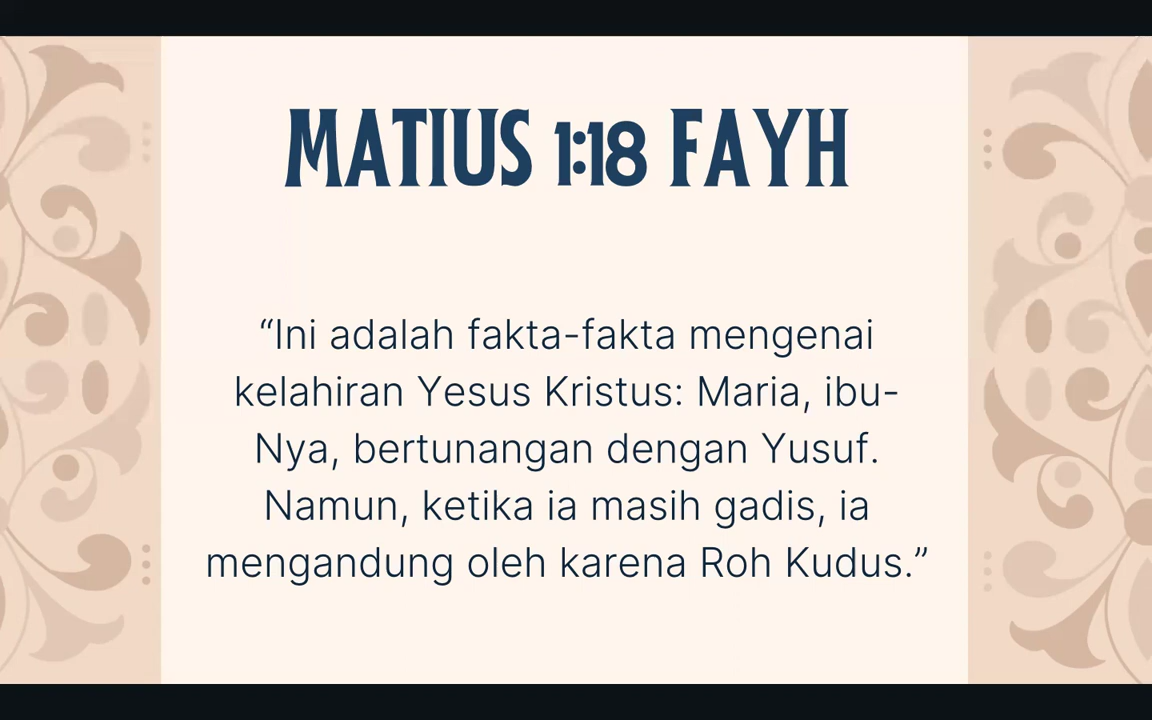 MATIUS 1:18 FAYH
“Ini adalah fakta-fakta mengenai
kelahiran Yesus Kristus: Maria, ibu-
Nya, bertunangan dengan Yusuf.
Namun, ketika ia masih gadis, ia
mengandung oleh karena Roh Kudus.”